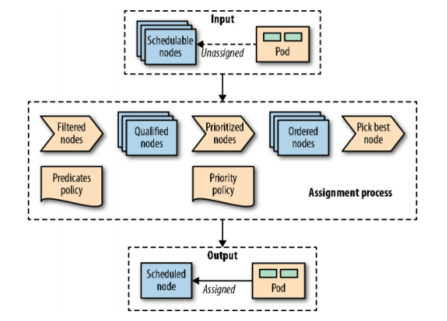 Input
Schedulable
nodes
Unassigned
Pod
Filtered
nodes
Qualified
nodes
Prioritized
nodes
Ordered
nodes
Pick best
node
Predicates
policy
Priority
policy
Assignment process
Output
Scheduled
node
Assigned
Pod